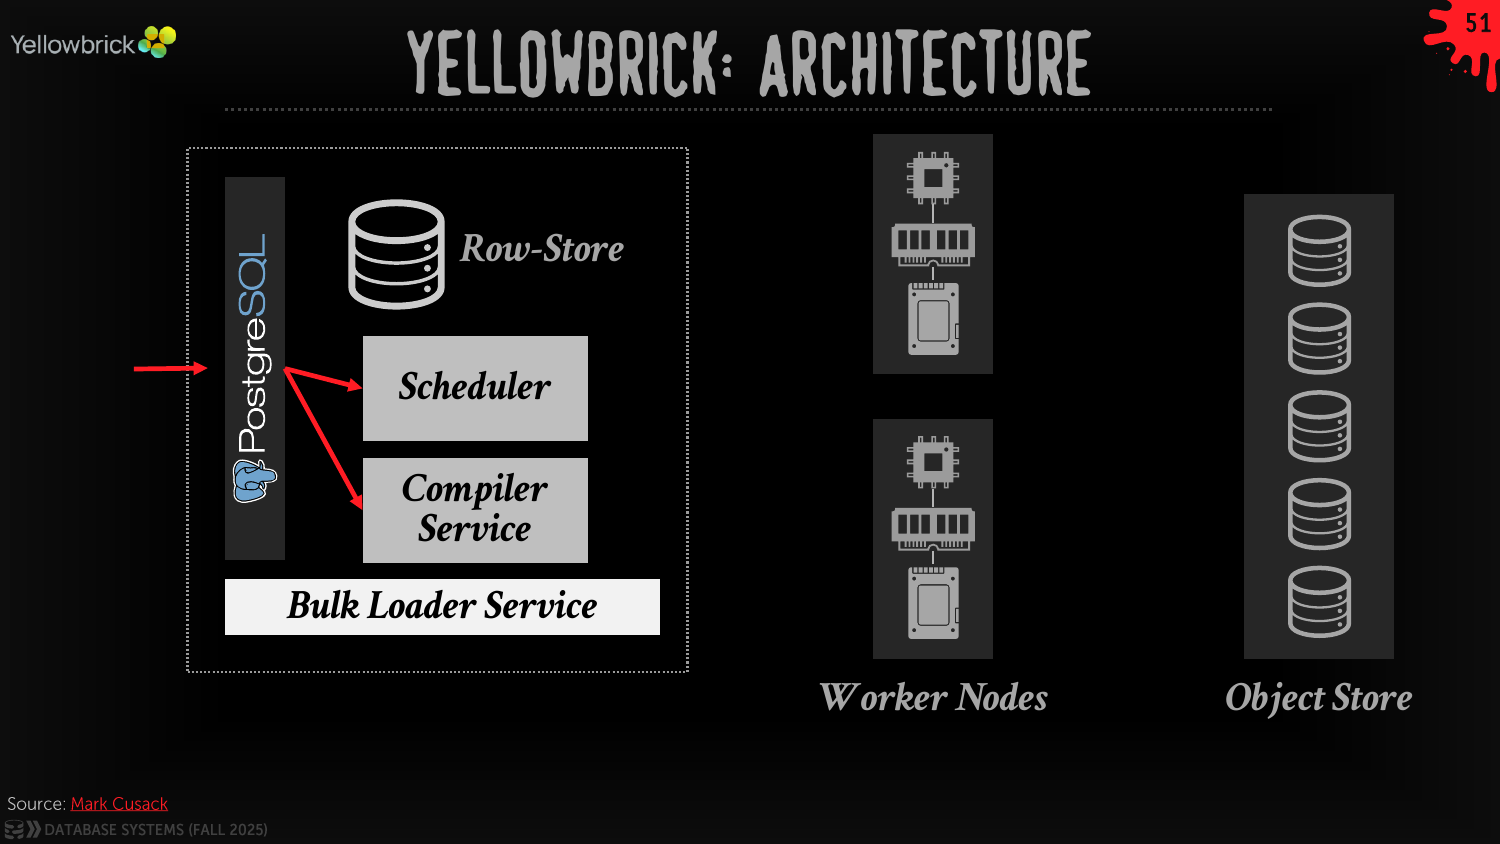 Yellowbrick
YELLOWBRICK: ARCHITECTURE
51
PostgreSQL
Row-Store
Scheduler
Compiler
Service
Bulk Loader Service
Worker Nodes
Object Store
Source: Mark Cusack
DATABASE SYSTEMS (FALL 2025)